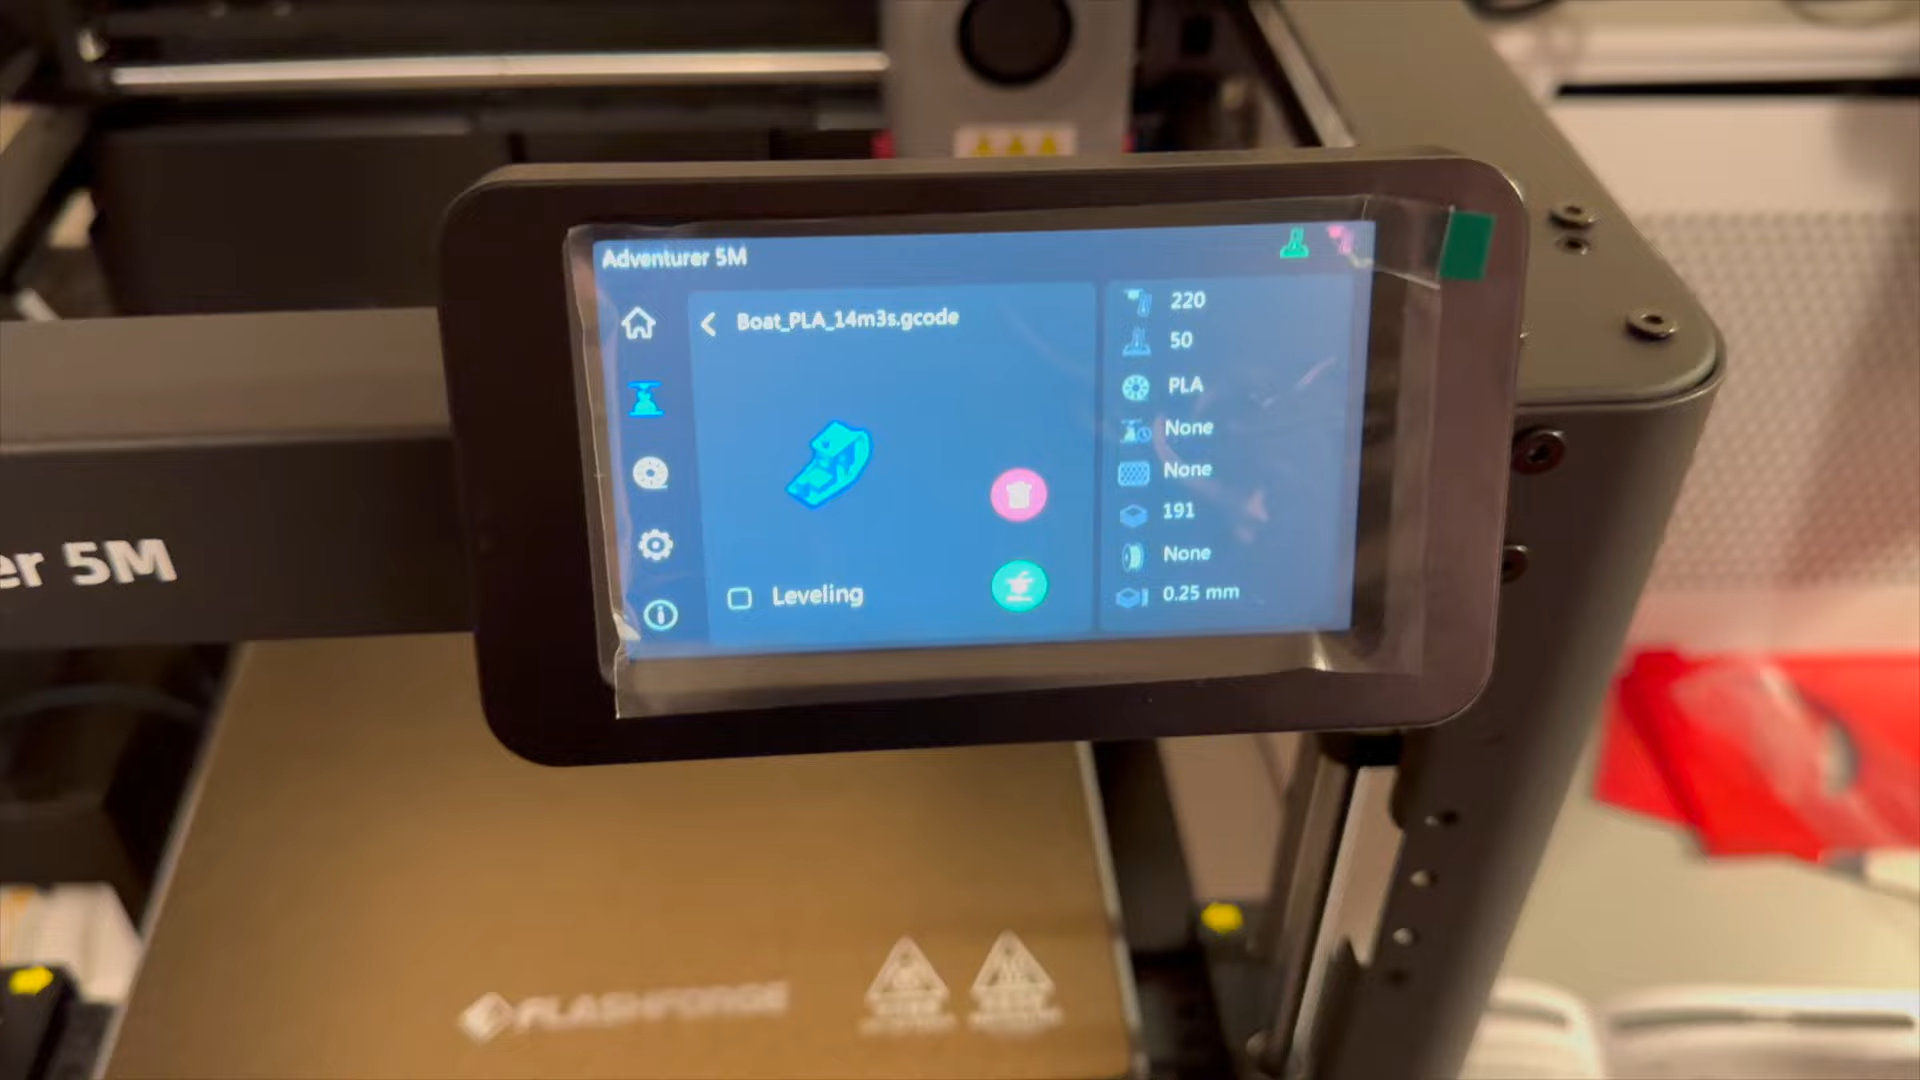 Adventurer 5M
Boat_PLA_14m3s.gcode
220
50
PLA
None
None
191
None
0.25 mm
Leveling
er 5M
FLASHFORGE